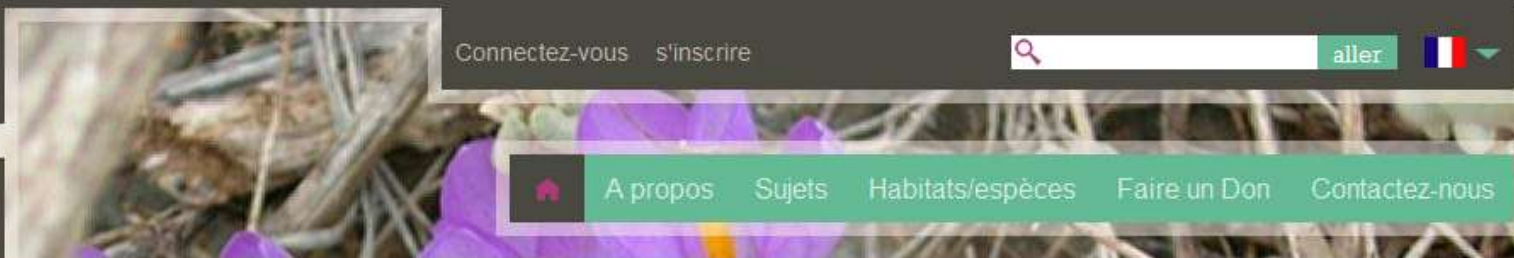 Connectez-vous s'inscrire aller
A propos Sujets Habitats/espèces Faire un Don Contactez-nous